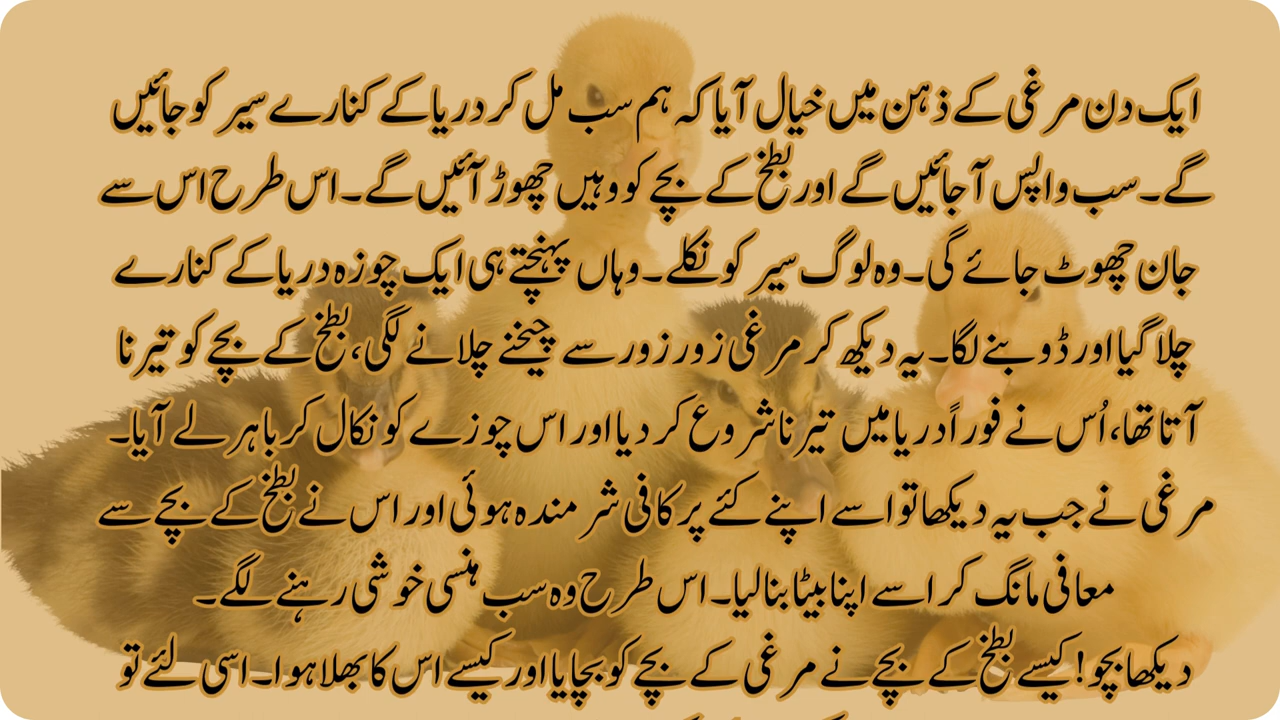 ایک دن مرغی کے ذہن میں خیال آیا کہ ہم سب مل کر دریا کے کنارے سیر کو جائیں
گے۔ سب واپس آ جائیں گے اور بطخ کے بچے کو وہیں چھوڑ آئیں گے۔ اس طرح اس سے
جان چھوٹ جائے گی۔ وہ لوگ سیر کو نکلے۔ وہاں پہنچتے ہی ایک چوزہ دریا کے کنارے
چلا گیا اور ڈوبنے لگا۔ یہ دیکھ کر مرغی زور زور سے چیخنے چلانے لگی، بطخ کے بچے کو تیرنا
آتا تھا، اُس نے فوراً دریا میں تیرنا شروع کر دیا اور اس چوزے کو نکال کر باہر لے آیا۔
مرغی نے جب یہ دیکھا تو اسے اپنے کئے پر کافی شرمندہ ہوئی اور اس نے بطخ کے بچے سے
معافی مانگ کر اسے اپنا بیٹا بنا لیا۔ اس طرح وہ سب ہنسی خوشی رہنے لگے۔
دیکھا بچو! کیسے بطخ کے بچے نے مرغی کے بچے کو بچایا اور کیسے اس کا بھلا ہوا۔ اسی لئے تو